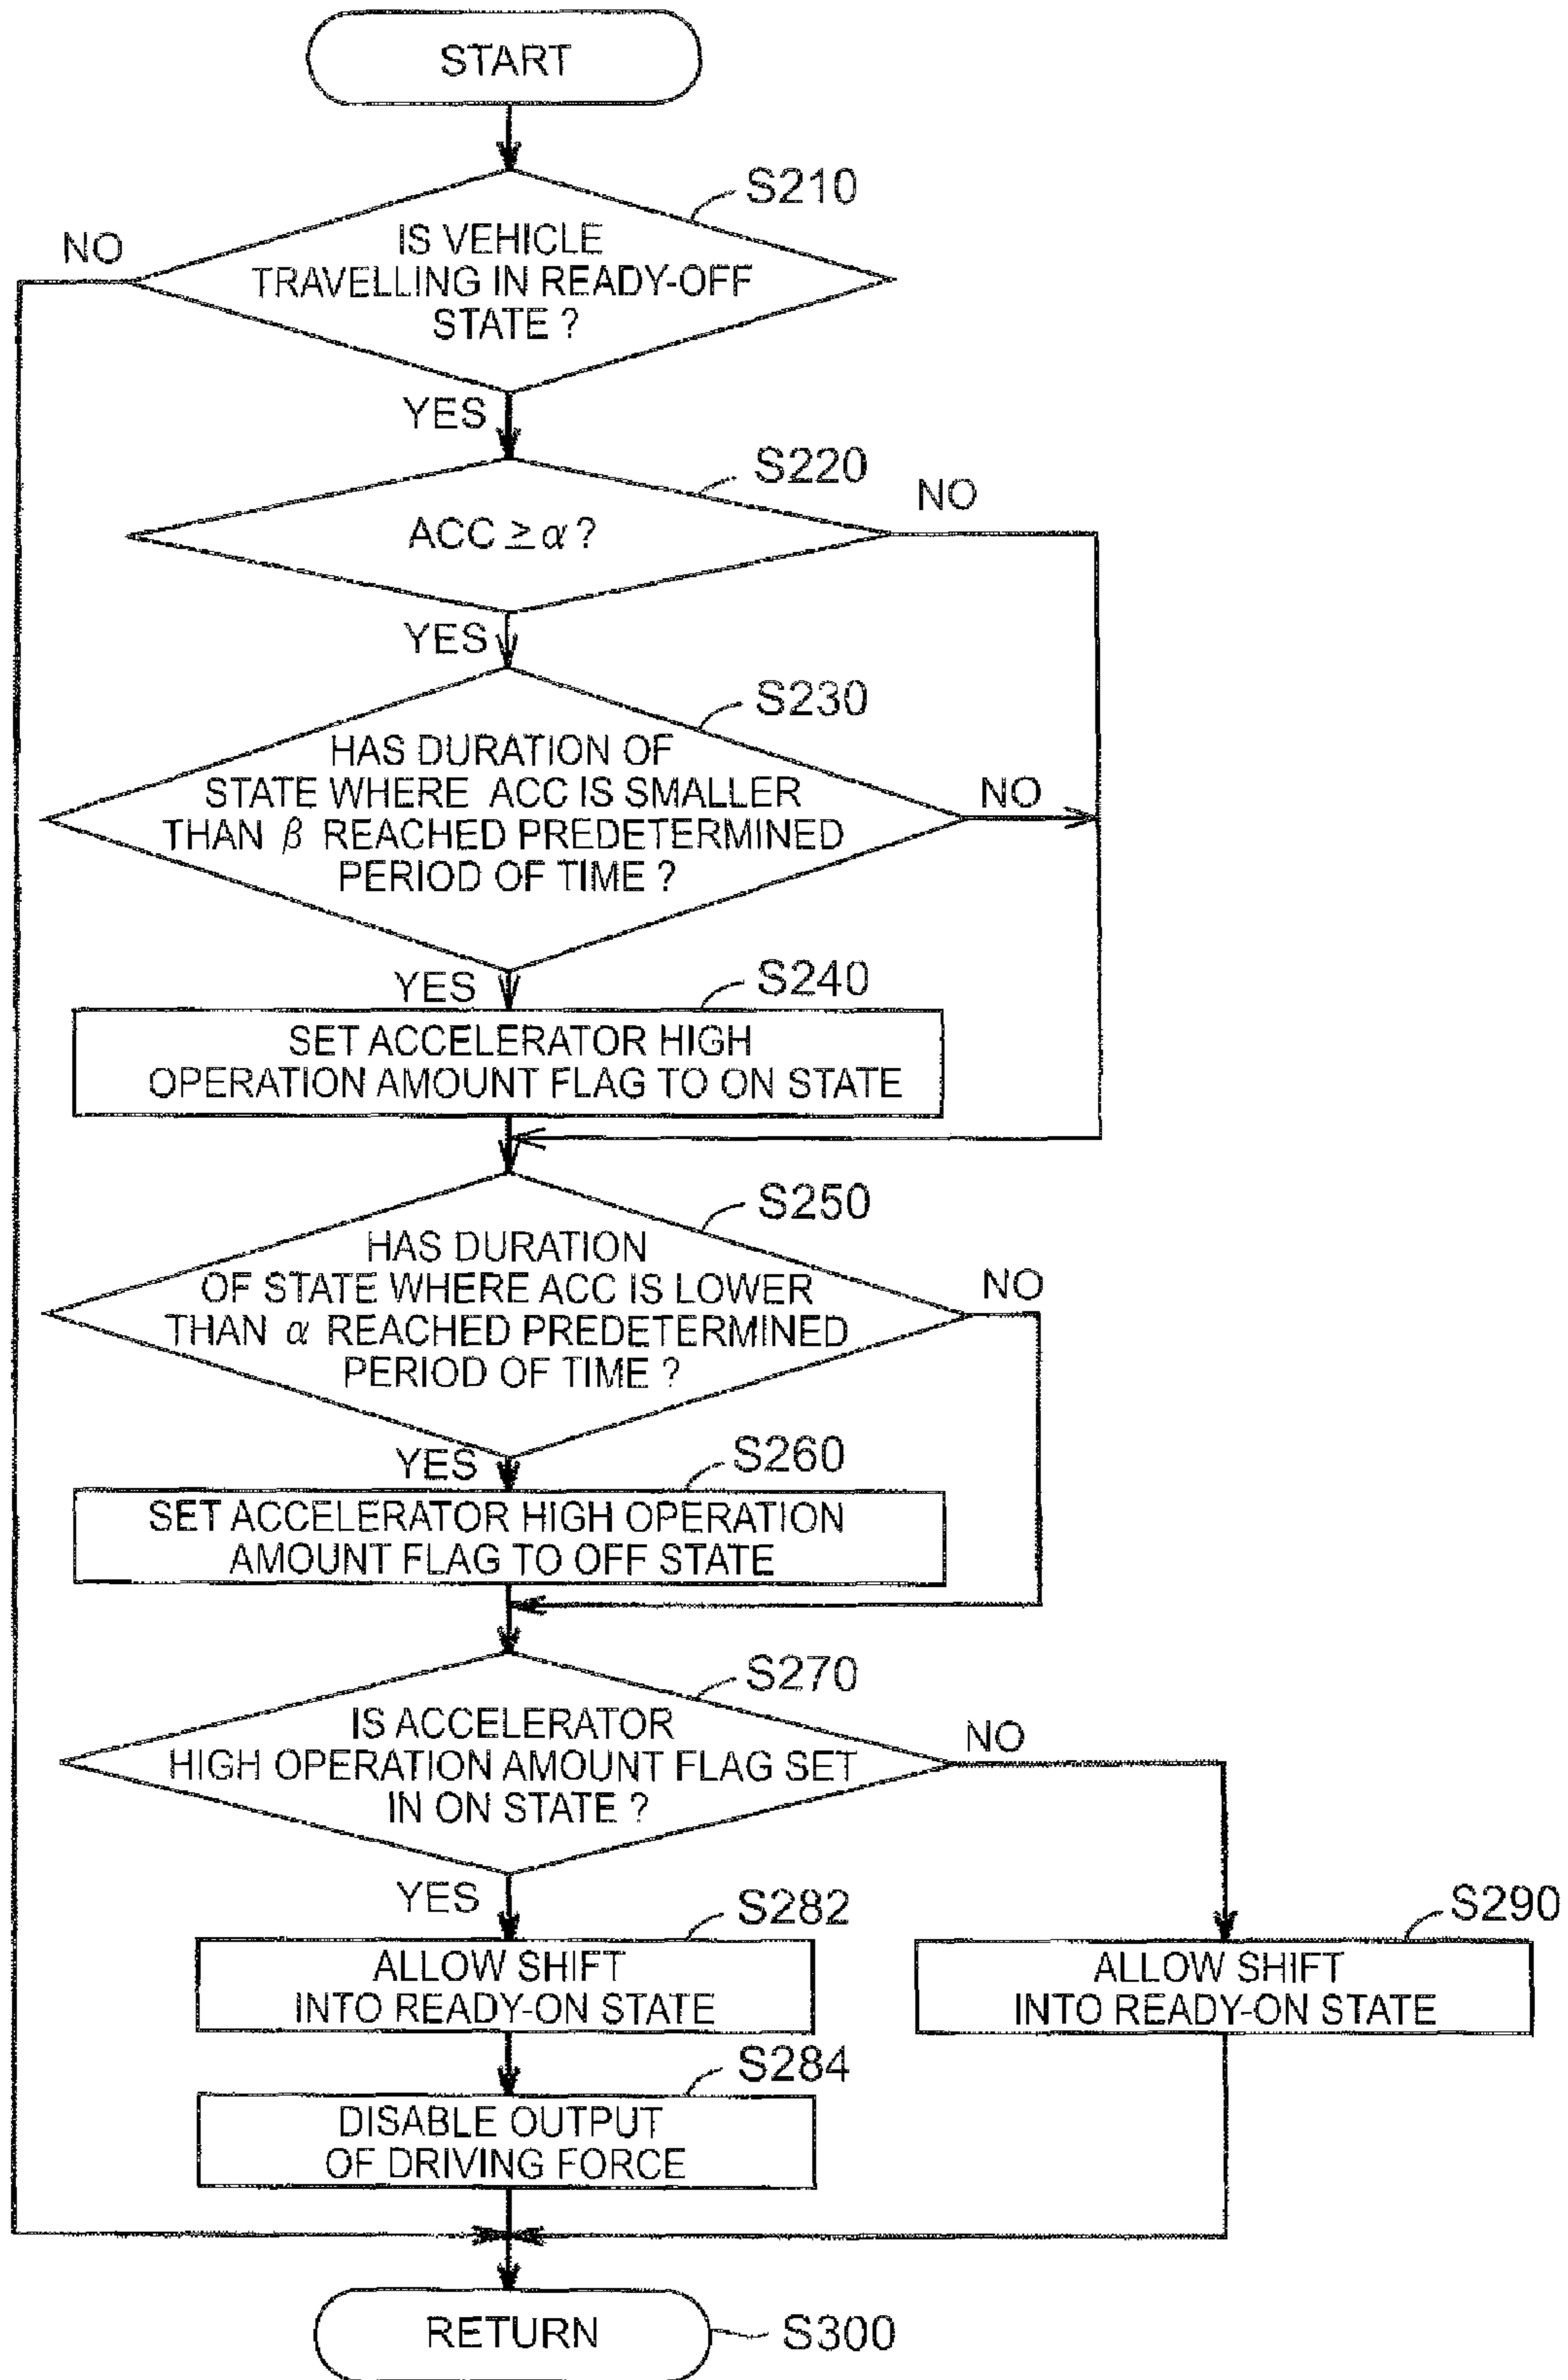 START
S210
NO
IS VEHICLE
TRAVELLING IN READY-OFF
STATE ?
YES
S220
NO
ACC ≥ α ?
YES
S230
HAS DURATION OF
STATE WHERE ACC IS SMALLER
THAN β REACHED PREDETERMINED
PERIOD OF TIME ?
NO
YES
S240
SET ACCELERATOR HIGH
OPERATION AMOUNT FLAG TO ON STATE
S250
HAS DURATION
OF STATE WHERE ACC IS LOWER
THAN α REACHED PREDETERMINED
PERIOD OF TIME ?
NO
YES
S260
SET ACCELERATOR HIGH OPERATION
AMOUNT FLAG TO OFF STATE
S270
IS ACCELERATOR
HIGH OPERATION AMOUNT FLAG SET
IN ON STATE ?
NO
YES
S282
ALLOW SHIFT
INTO READY-ON STATE
S290
ALLOW SHIFT
INTO READY-ON STATE
S284
DISABLE OUTPUT
OF DRIVING FORCE
RETURN
S300